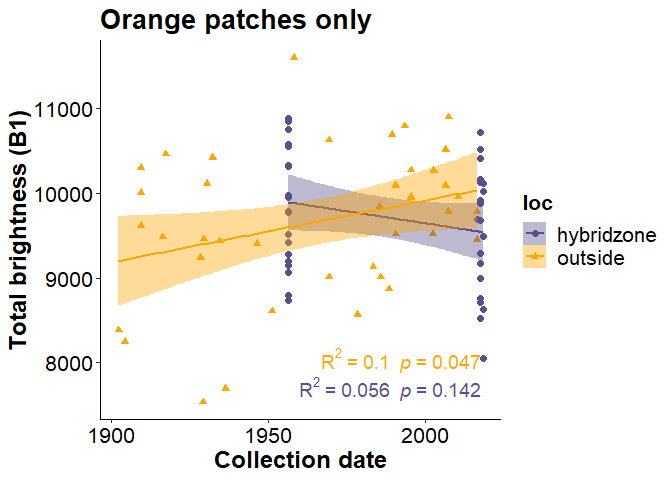 Orange patches only
Total brightness (B1)
11000
10000
9000
8000
R2 = 0.1 p = 0.047
R2 = 0.056 p = 0.142
1900
1950
2000
Collection date
loc
hybridzone
outside